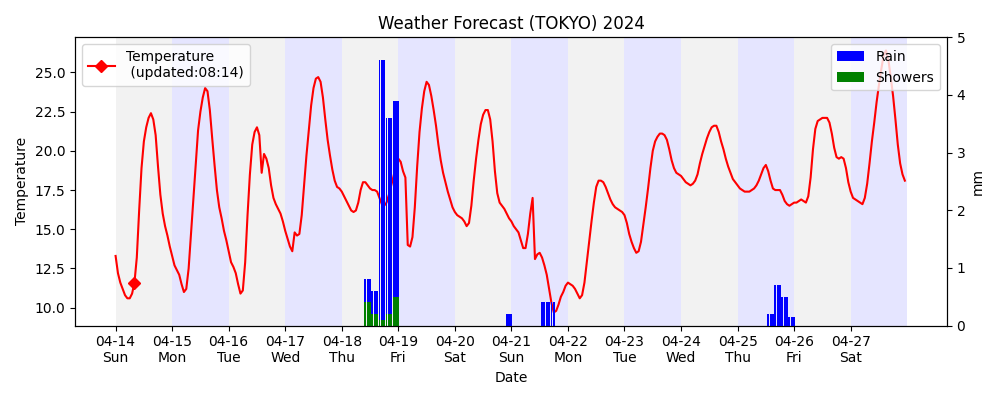 Weather Forecast (TOKYO) 2024
Temperature
(updated:08:14)
Rain
Showers
25.0
22.5
20.0
17.5
15.0
12.5
10.0
Temperature
5
4
3
2
1
0
mm
04-14 04-15 04-16 04-17 04-18 04-19 04-20 04-21 04-22 04-23 04-24 04-25 04-26 04-27
Sun Mon Tue Wed Thu Fri Sat Sun Mon Tue Wed Thu Fri Sat
Date